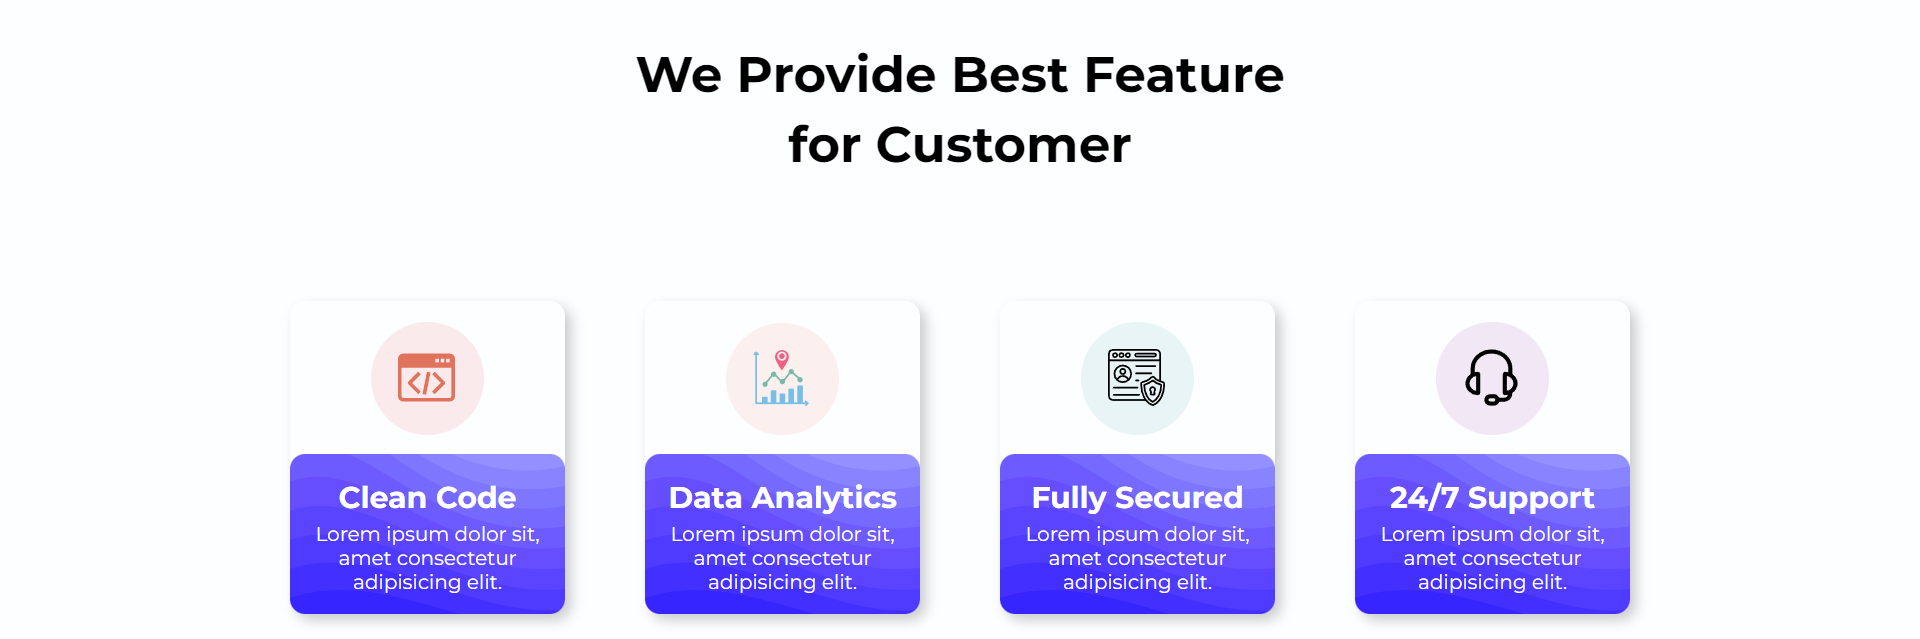 We Provide Best Feature
for Customer
Clean Code
Lorem ipsum dolor sit,
amet consectetur
adipisicing elit.
Data Analytics
Lorem ipsum dolor sit,
amet consectetur
adipisicing elit.
Fully Secured
Lorem ipsum dolor sit,
amet consectetur
adipisicing elit.
24/7 Support
Lorem ipsum dolor sit,
amet consectetur
adipisicing elit.